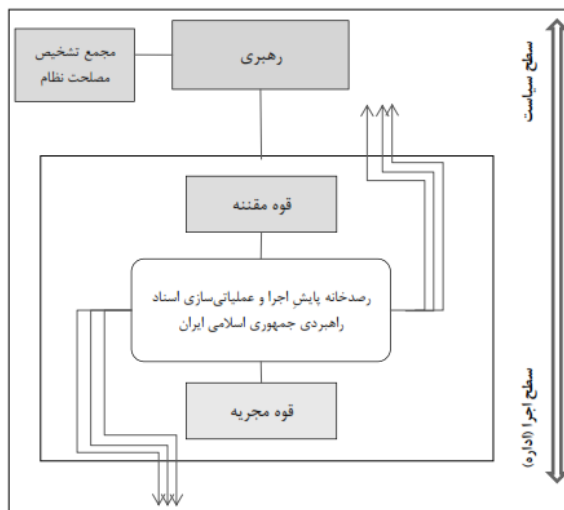 رهبری
مجمع تشخیص
مصلحت نظام
سطح سیاست
قوه مقننه
رصدخانه پایشِ اجرا و عملیاتی‌سازی اسناد
راهبردی جمهوری اسلامی ایران
قوه مجریه
سطح اجرا (اداره)